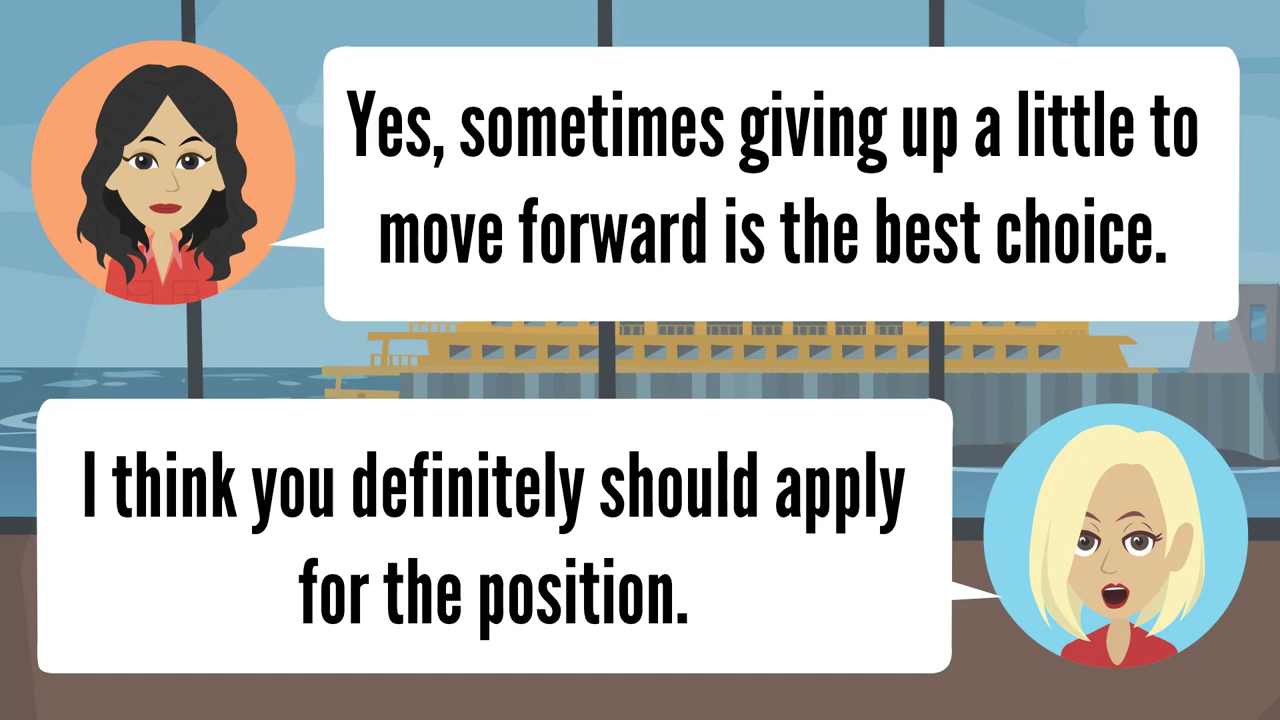 Yes, sometimes giving up a little to
move forward is the best choice.
I think you definitely should apply
for the position.